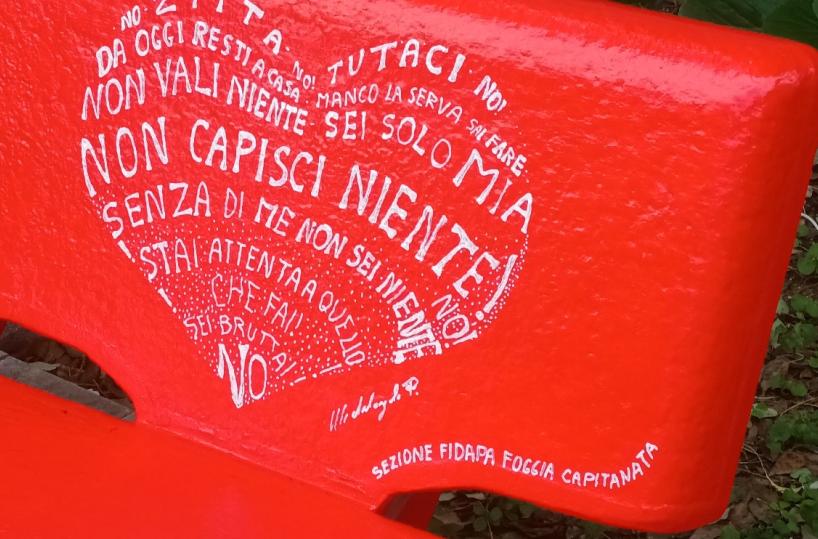 NO· ZITTA·
DA OGGI RESTI A CASA· NO! TUTACI· NO!
MANCO LA SERVA SAI FARE
NON VALI NIENTE· SEI SOLO MIA
NON CAPISCI NIENTE!
SENZA DI ME NON SEI NIENTE NO!
! STAI ATTENTA A QUELLO
CHE FAI!
! SEI BRUTTA!
NO
SEZIONE FIDAPA FOGGIA CAPITANATA